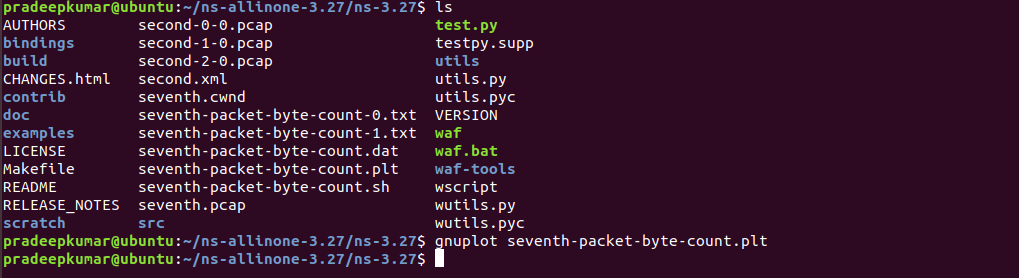 pradeepkumar@ubuntu:~/ns-allinone-3.27/ns-3.27$ ls
AUTHORS second-0-0.pcap test.py
bindings second-1-0.pcap testpy.supp
build second-2-0.pcap utils
CHANGES.html second.xml utils.py
contrib seventh.cwnd utils.pyc
doc seventh-packet-byte-count-0.txt VERSION
examples seventh-packet-byte-count-1.txt waf
LICENSE seventh-packet-byte-count.dat waf.bat
Makefile seventh-packet-byte-count.plt waf-tools
README seventh-packet-byte-count.sh wscript
RELEASE_NOTES seventh.pcap wutils.py
scratch src wutils.pyc
pradeepkumar@ubuntu:~/ns-allinone-3.27/ns-3.27$ gnuplot seventh-packet-byte-count.plt
pradeepkumar@ubuntu:~/ns-allinone-3.27/ns-3.27$